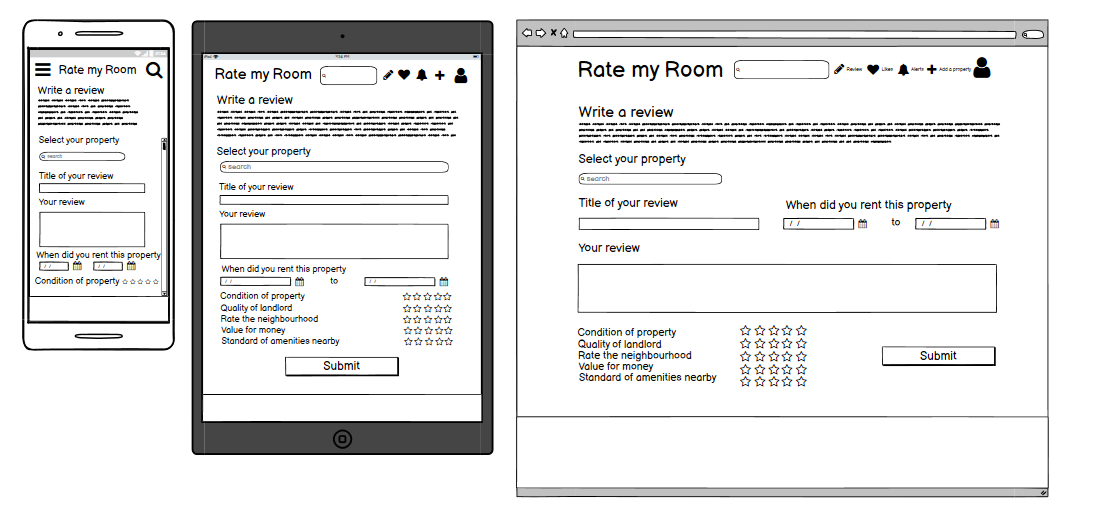 Rate my Room
Write a review
Select your property
search
Title of your review
Your review
When did you rent this property
/ /
/ /
Condition of property
Rate my Room
Write a review
Select your property
search
Title of your review
Your review
When did you rent this property
/ / to / /
Condition of property
Quality of landlord
Rate the neighbourhood
Value for money
Standard of amenities nearby
Submit
Rate my Room Review Likes Alerts Add a property
Write a review
Select your property
search
Title of your review When did you rent this property
/ / to / /
Your review
Condition of property
Quality of landlord
Rate the neighbourhood
Value for money
Standard of amenities nearby
Submit